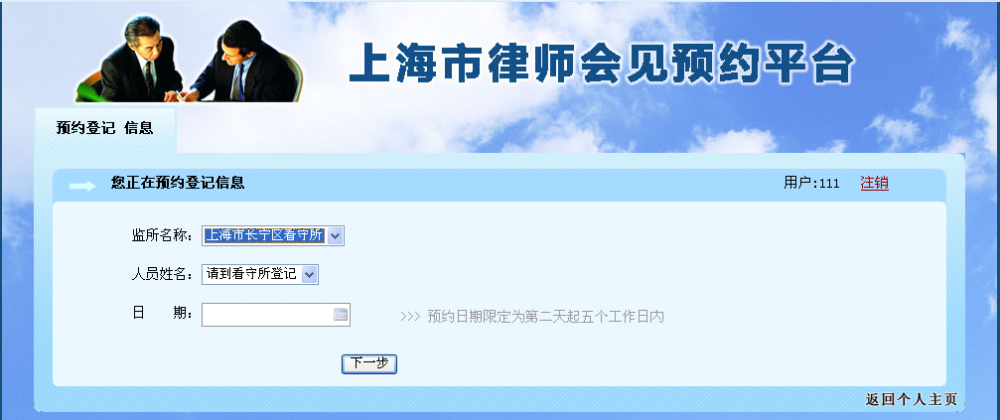 上海市律师会见预约平台
预约登记 信息
您正在预约登记信息
用户:111 注销
监所名称: 上海市长宁区看守所
人员姓名: 请到看守所登记
日 期:
>>> 预约日期限定为第二天起五个工作日内
下一步
返回个人主页